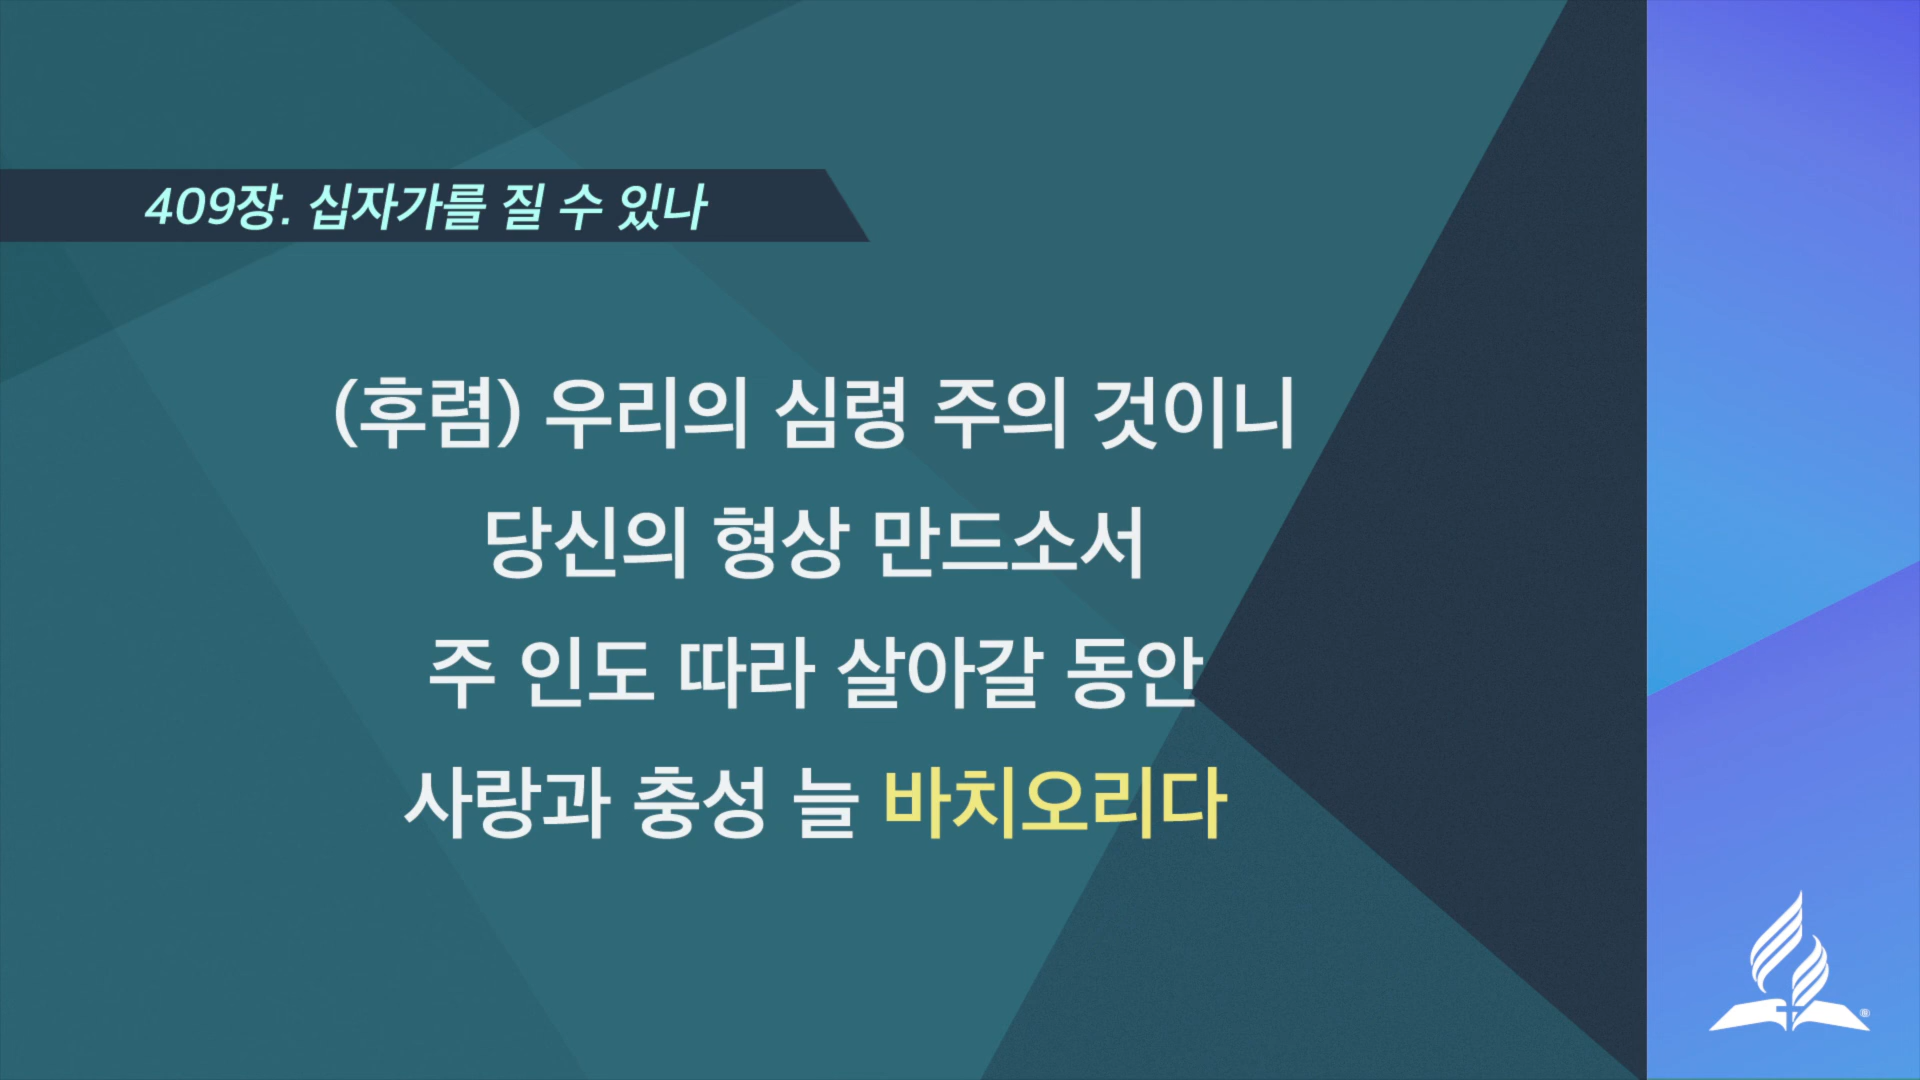 409장. 십자가를 질 수 있나
(후렴) 우리의 심령 주의 것이니
당신의 형상 만드소서
주 인도 따라 살아갈 동안
사랑과 충성 늘 바치오리다
®